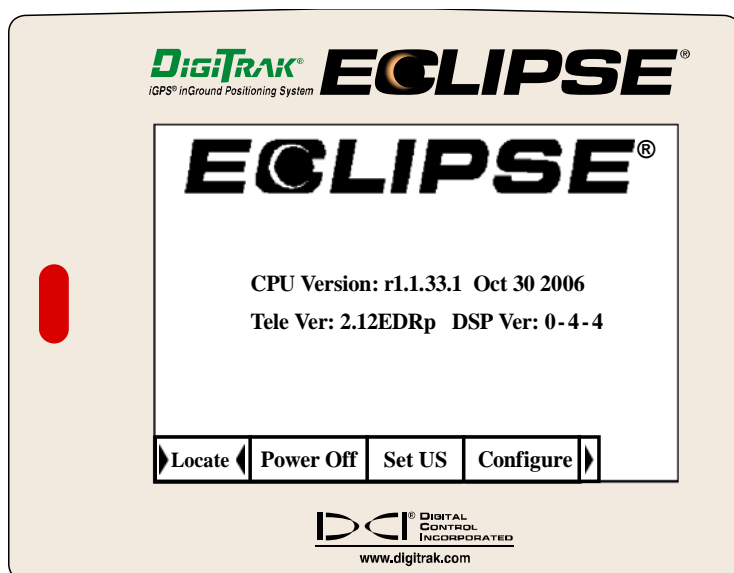 DIGITRAK® ECLIPSE®
iGPS® inGround Positioning System
ECLIPSE®
CPU Version: r1.1.33.1 Oct 30 2006
Tele Ver: 2.12EDRp DSP Ver: 0-4-4
Locate Power Off Set US Configure
DCI® DIGITAL
CONTROL
INCORPORATED
www.digitrak.com